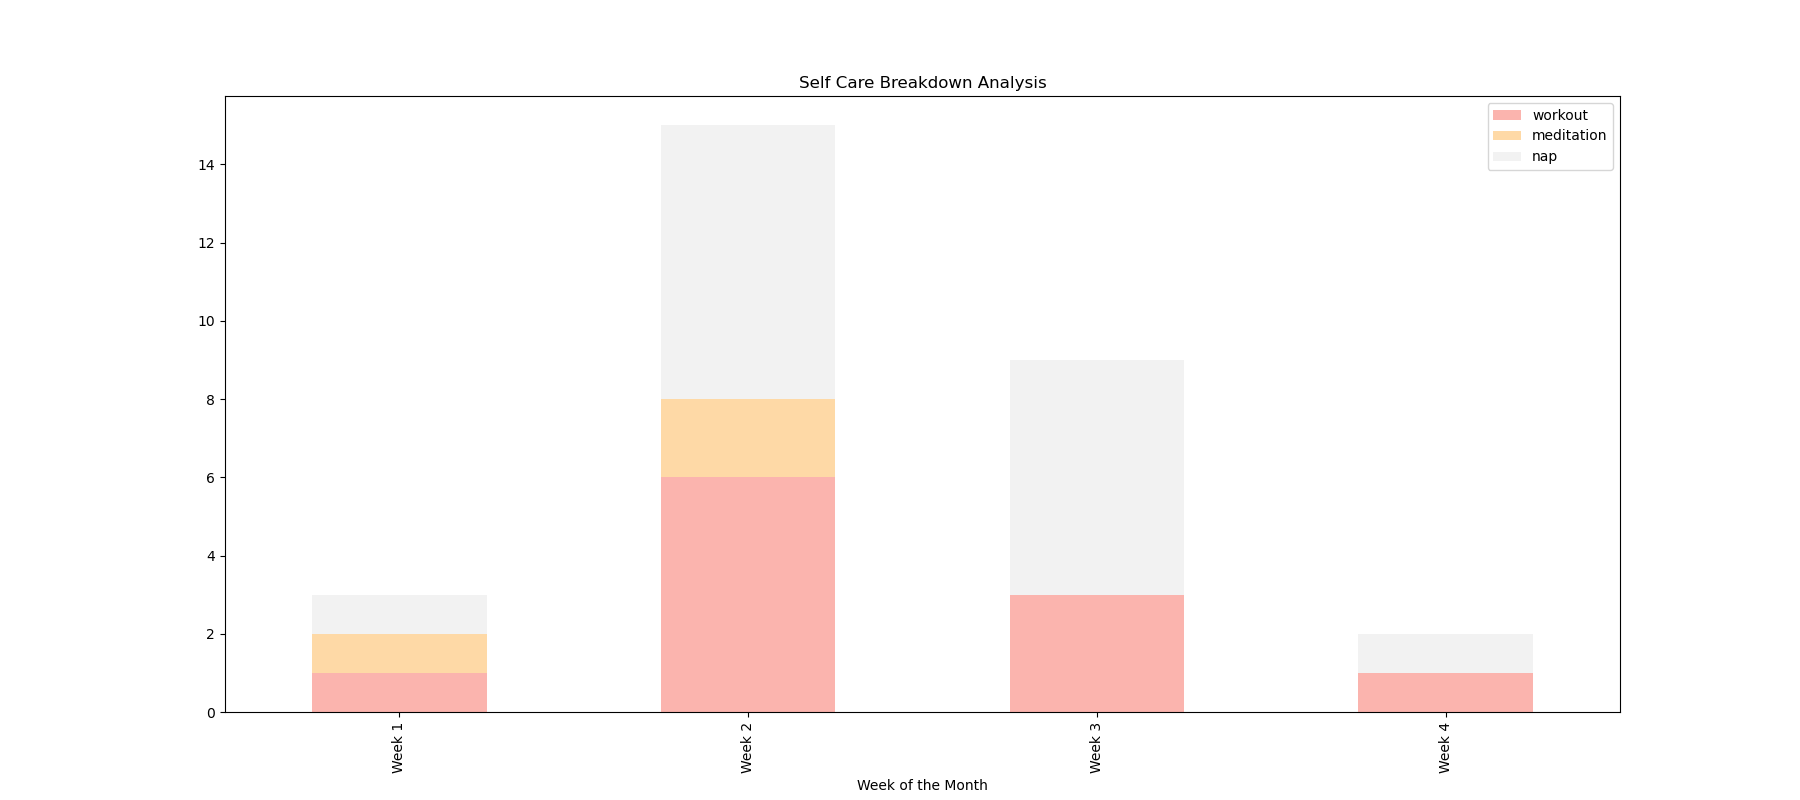 Self Care Breakdown Analysis
workout
meditation
nap
14
12
10
8
6
4
2
0
Week 1
Week 2
Week 3
Week 4
Week of the Month